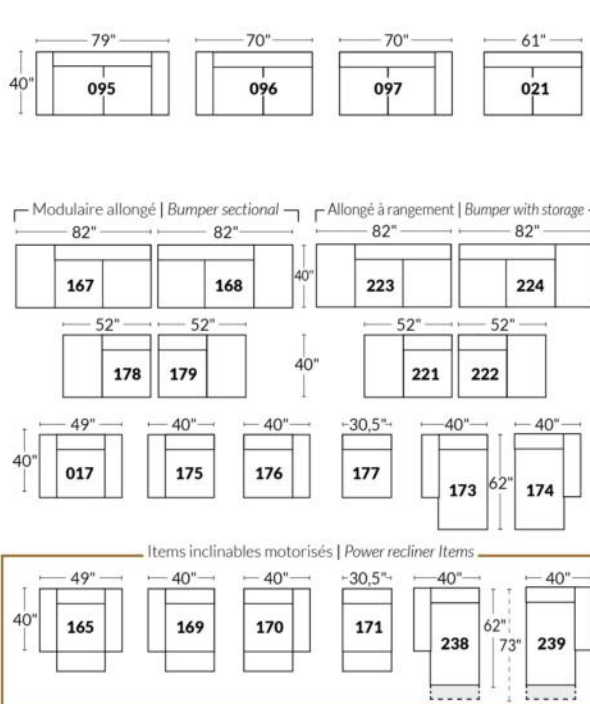 79" 70" 70" 61"
40" 095 096 097 021
Modulaire allongé | Bumper sectional Allongé à rangement | Bumper with storage
82" 82" 82" 82"
167 168 40" 223 224
52" 52" 52" 52"
178 179 40" 221 222
49" 40" 40" 30,5" 40" 40"
40" 017 175 176 177 173 62" 174
Items inclinables motorisés | Power recliner Items
49" 40" 40" 30,5" 40" 40"
40" 165 169 170 171 238 62" 73" 239